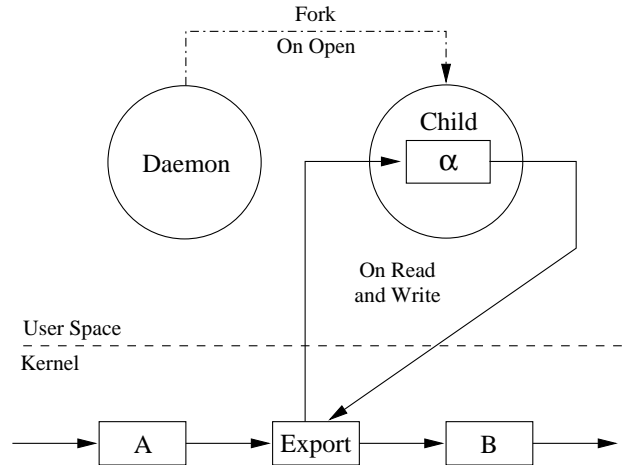 Fork
On Open
Daemon
Child
α
On Read
and Write
User Space
Kernel
A
Export
B